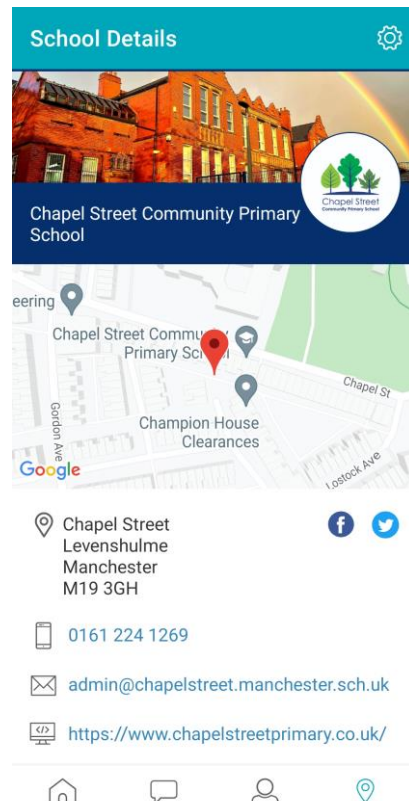 School Details
Chapel Street
Community Primary School
Chapel Street Community Primary
School
eering
Chapel Street Commu
Primary Sc
Chapel St
Gordon Ave
Champion House
Clearances
Lostock Ave
Google
Chapel Street
Levenshulme
Manchester
M19 3GH
0161 224 1269
admin@chapelstreet.manchester.sch.uk
https://www.chapelstreetprimary.co.uk/